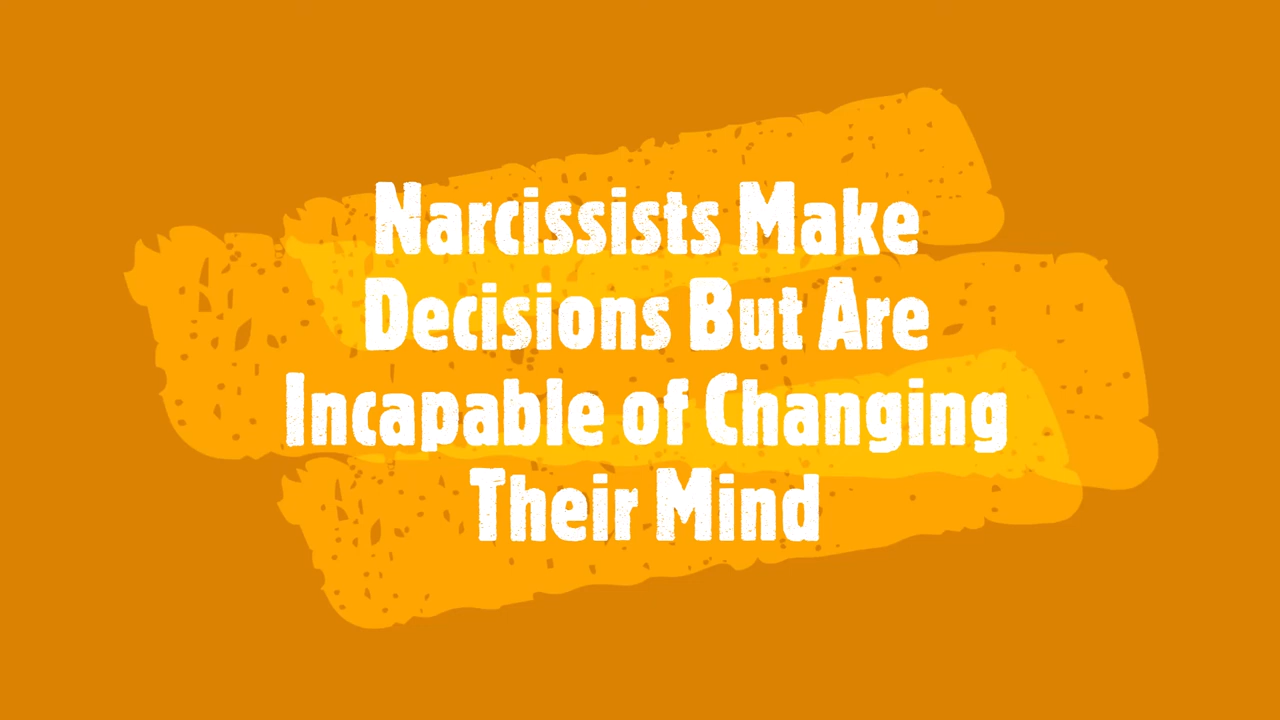 Narcissists Make
Decisions But Are
Incapable of Changing
Their Mind